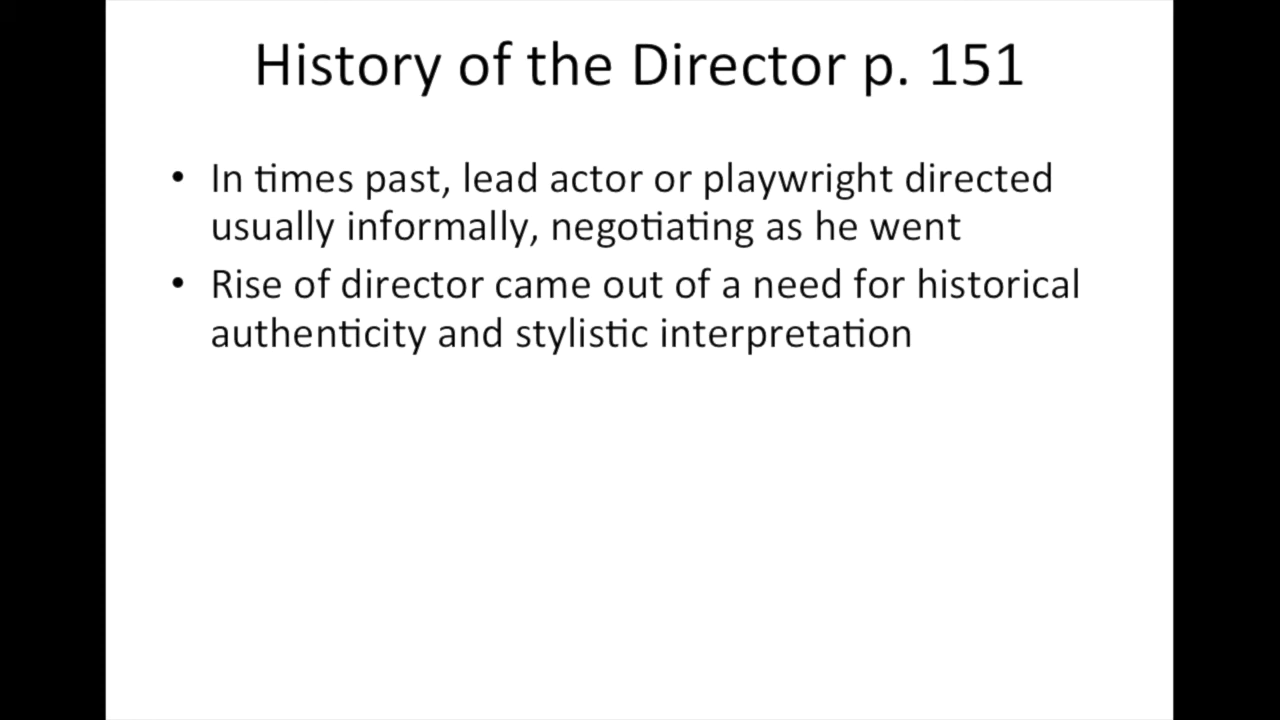 History of the Director p. 151
• In times past, lead actor or playwright directed
usually informally, negotiating as he went
• Rise of director came out of a need for historical
authenticity and stylistic interpretation